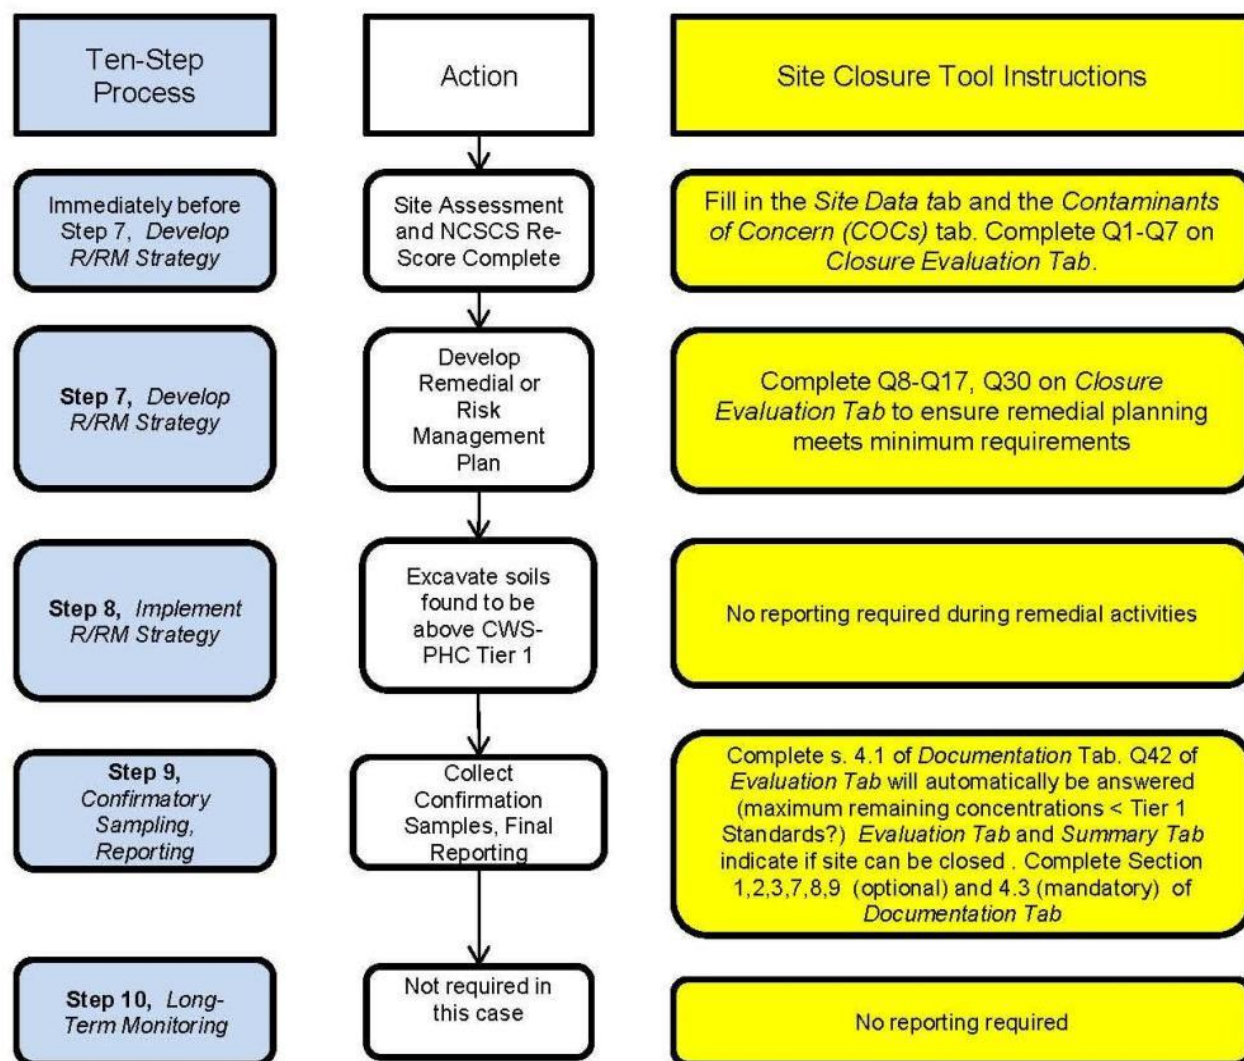 Ten-Step
Process
Action
Site Closure Tool Instructions
Immediately before
Step 7, Develop
R/RM Strategy
Site Assessment
and NCSCS Re-
Score Complete
Fill in the Site Data tab and the Contaminants
of Concern (COCs) tab. Complete Q1-Q7 on
Closure Evaluation Tab.
Step 7, Develop
R/RM Strategy
Develop
Remedial or
Risk
Management
Plan
Complete Q8-Q17, Q30 on Closure
Evaluation Tab to ensure remedial planning
meets minimum requirements
Step 8, Implement
R/RM Strategy
Excavate soils
found to be
above CWS-
PHC Tier 1
No reporting required during remedial activities
Step 9,
Confirmatory
Sampling,
Reporting
Collect
Confirmation
Samples, Final
Reporting
Complete s. 4.1 of Documentation Tab. Q42 of
Evaluation Tab will automatically be answered
(maximum remaining concentrations < Tier 1
Standards?) Evaluation Tab and Summary Tab
indicate if site can be closed . Complete Section
1,2,3,7,8,9 (optional) and 4.3 (mandatory) of
Documentation Tab
Step 10, Long-
Term Monitoring
Not required in
this case
No reporting required